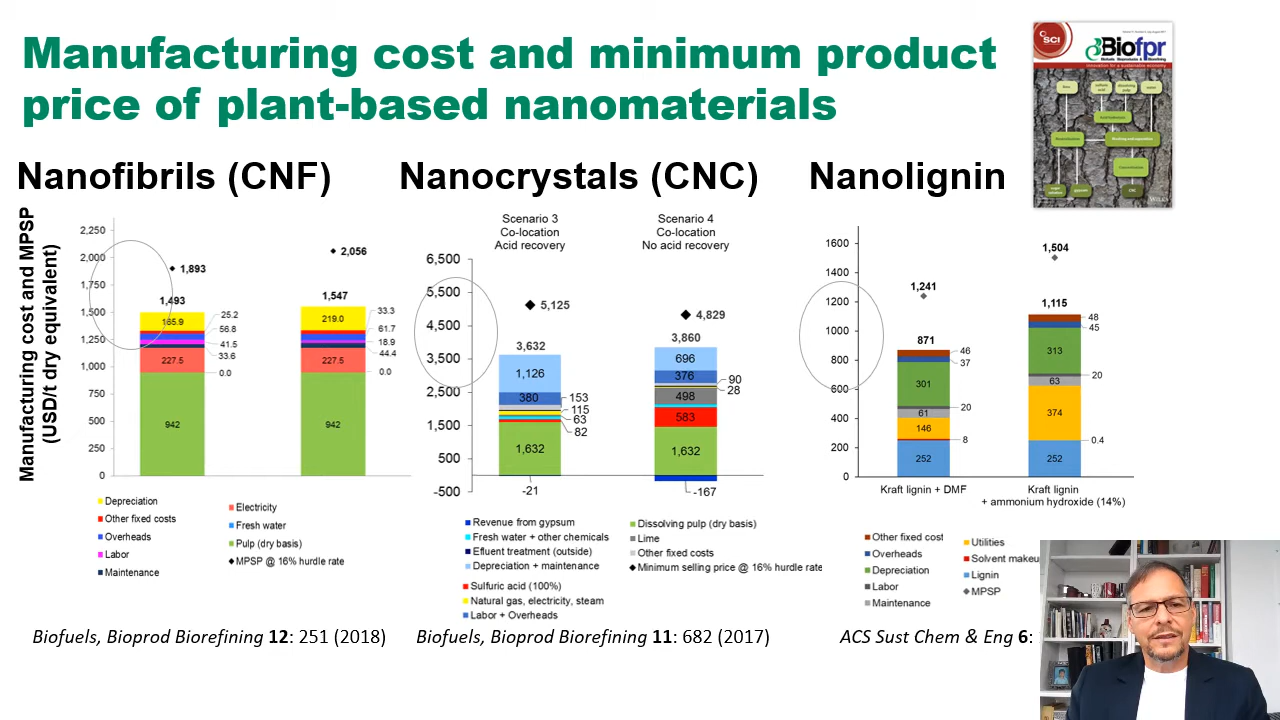 Manufacturing cost and minimum product
price of plant-based nanomaterials
SCI
Biofpr
Nanofibrils (CNF)
Nanocrystals (CNC)
Nanolignin
Manufacturing cost and MPSP
(USD/t dry equivalent)
2,250
2,000
1,750
1,500
1,250
1,000
750
500
250
0
1,893
1,493
165.9
25.2
56.8
41.5
33.6
227.5
0.0
942
2,056
1,547
219.0
33.3
61.7
18.9
44.4
227.5
0.0
942
Depreciation
Other fixed costs
Overheads
Labor
Maintenance
Electricity
Fresh water
Pulp (dry basis)
MPSP @ 16% hurdle rate
Scenario 3
Co-location
Acid recovery
Scenario 4
Co-location
No acid recovery
6,500
5,500
4,500
3,500
2,500
1,500
500
-500
5,125
3,632
1,126
380
153
115
63
82
1,632
-21
4,829
3,860
696
376
90
28
498
583
1,632
-167
Revenue from gypsum
Fresh water + other chemicals
Efluent treatment (outside)
Depreciation + maintenance
Sulfuric acid (100%)
Natural gas, electricity, steam
Labor + Overheads
Dissolving pulp (dry basis)
Lime
Other fixed costs
Minimum selling price @ 16% hurdle rate
1600
1400
1200
1000
800
600
400
200
0
1,241
871
46
37
301
20
61
146
8
252
1,504
1,115
48
45
313
20
63
374
0.4
252
Kraft lignin + DMF
Kraft lignin
+ ammonium hydroxide (14%)
Other fixed cost
Overheads
Depreciation
Labor
Maintenance
Utilities
Solvent makeu
Lignin
MPSP
Biofuels, Bioprod Biorefining 12: 251 (2018)
Biofuels, Bioprod Biorefining 11: 682 (2017)
ACS Sust Chem & Eng 6: